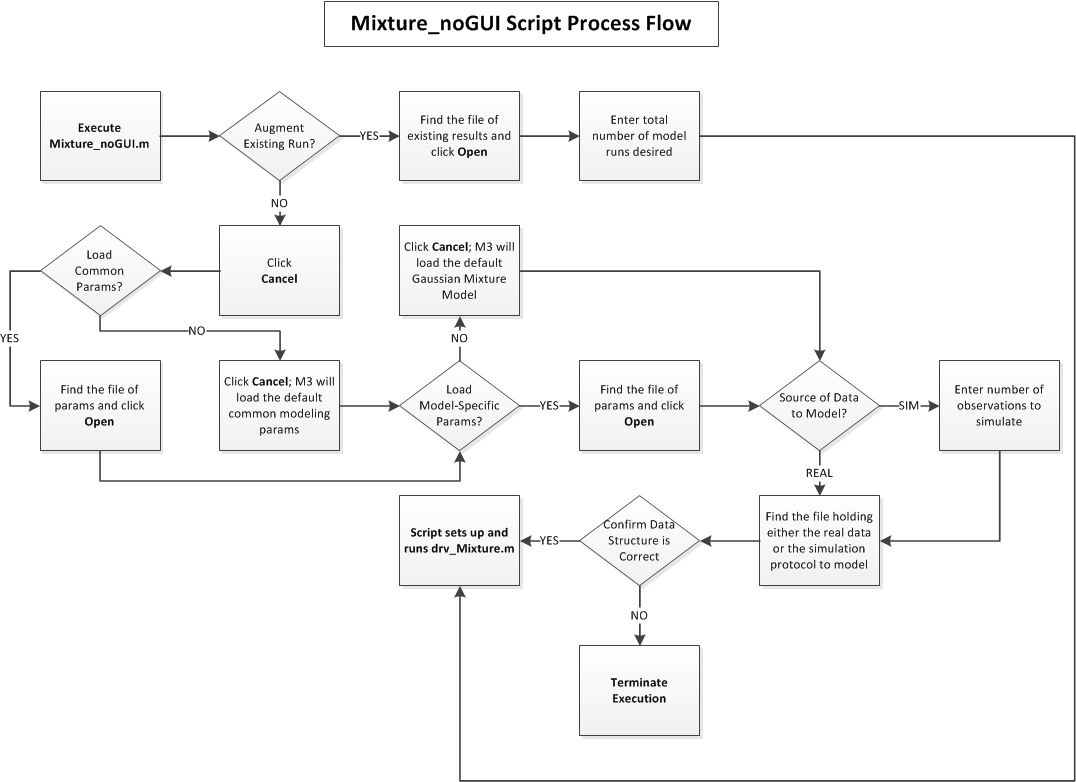 Mixture_noGUI Script Process Flow
Execute
Mixture_noGUI.m
Augment
Existing Run?
YES
Find the file of
existing results and
click Open
Enter total
number of model
runs desired
NO
Load
Common
Params?
Click
Cancel
Click Cancel; M3 will
load the default
Gaussian Mixture
Model
YES
NO
NO
Find the file of
params and click
Open
Click Cancel; M3 will
load the default
common modeling
params
Load
Model-Specific
Params?
YES
Find the file of
params and click
Open
Source of Data
to Model?
SIM
Enter number of
observations to
simulate
REAL
Script sets up and
runs drv_Mixture.m
YES
Confirm Data
Structure is
Correct
Find the file holding
either the real data
or the simulation
protocol to model
NO
Terminate
Execution